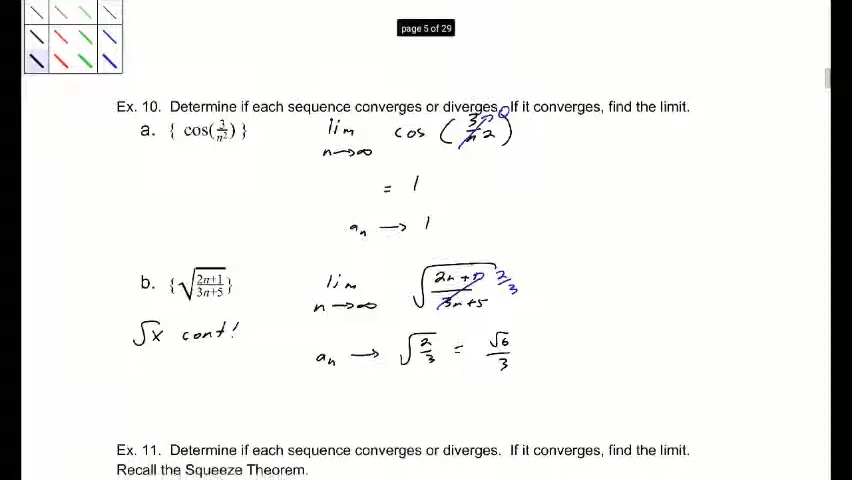 page 5 of 29
Ex. 10. Determine if each sequence converges or diverges. If it converges, find the limit.
a. { cos(3/n²) } lim n→∞ cos (3/n2) 0
= 1
aₙ → 1
b. {√(2n+1)/(3n+5)} lim n→∞ √(2n+1)/(3n+5) 2/3
√x cont!
aₙ → √(2/3) = √6/3
Ex. 11. Determine if each sequence converges or diverges. If it converges, find the limit.
Recall the Squeeze Theorem.